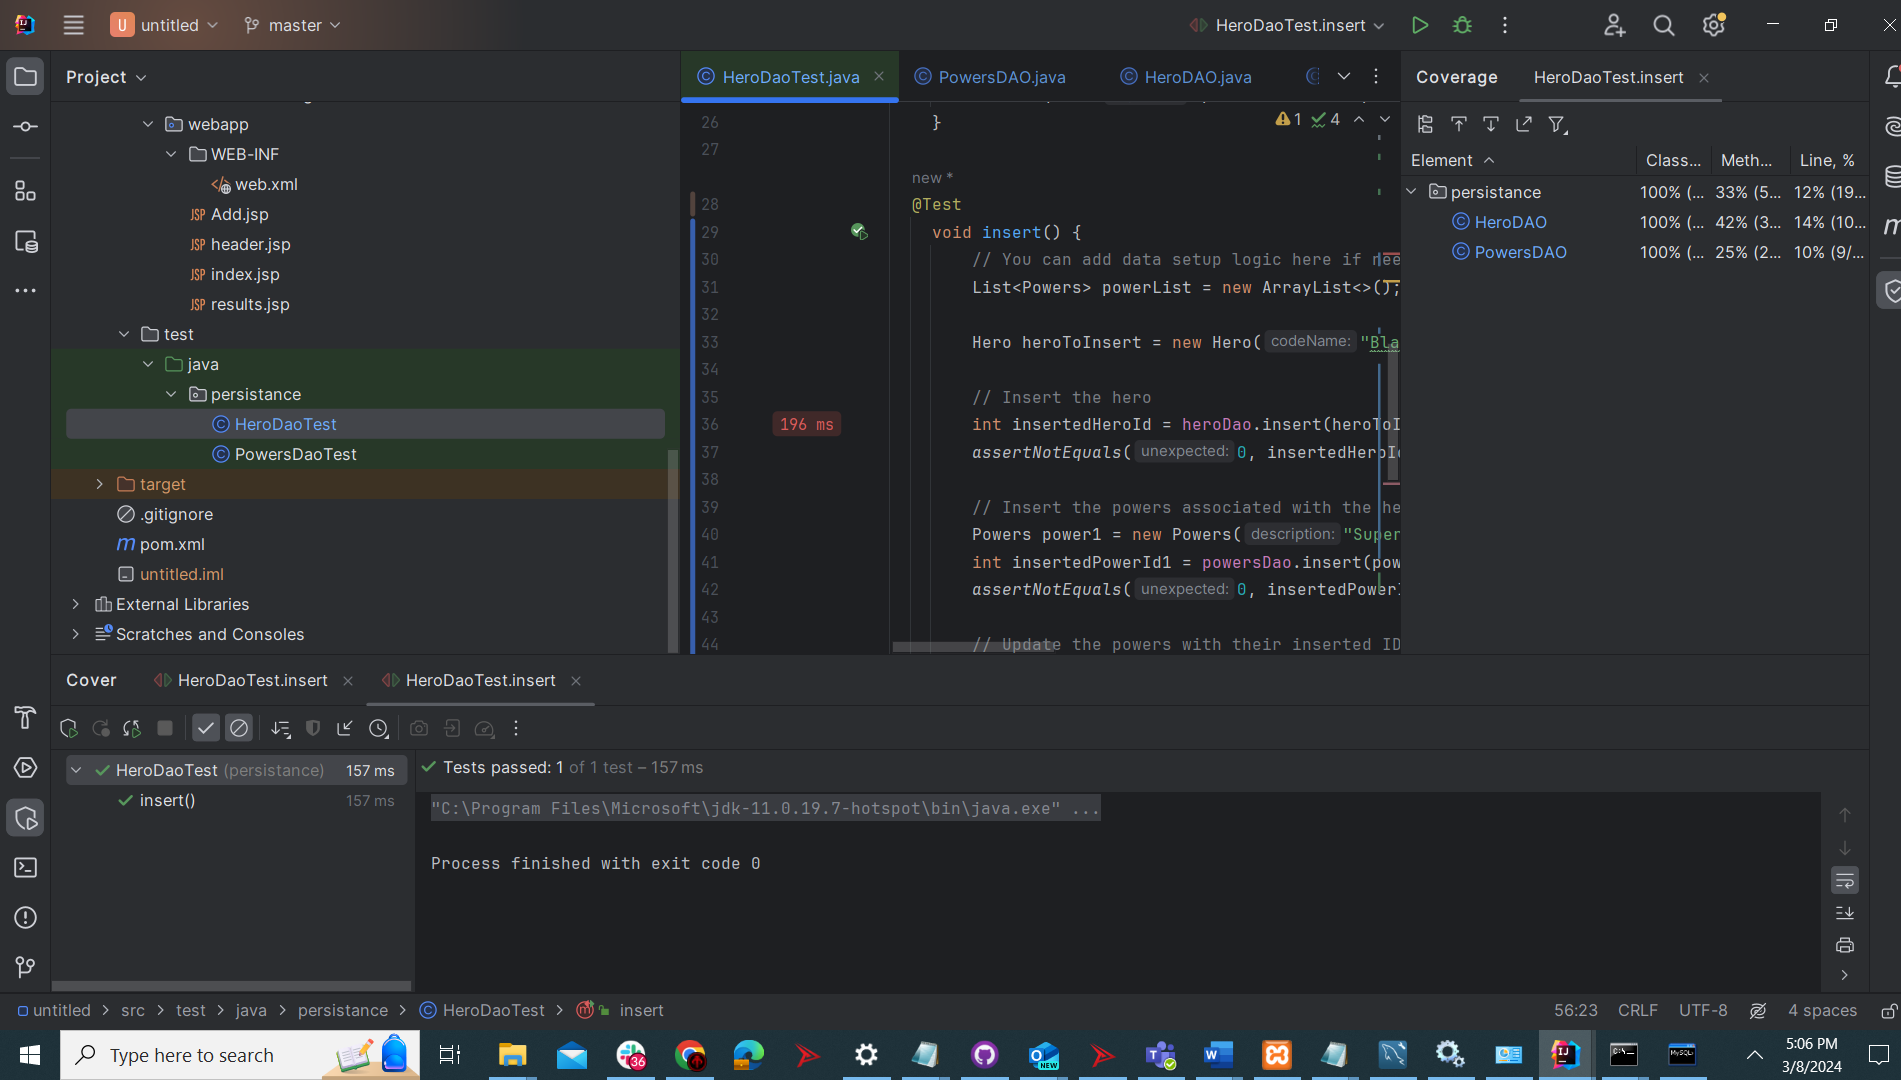 U untitled master
HeroDaoTest.insert
Project
webapp
WEB-INF
web.xml
JSP Add.jsp
JSP header.jsp
JSP index.jsp
JSP results.jsp
test
java
persistance
HeroDaoTest
PowersDaoTest
target
.gitignore
m pom.xml
untitled.iml
External Libraries
Scratches and Consoles
HeroDaoTest.java PowersDAO.java HeroDAO.java
1 4
26 }
27
new *
28 @Test
29 void insert() {
30 // You can add data setup logic here if nee
31 List<Powers> powerList = new ArrayList<>();
32
33 Hero heroToInsert = new Hero( codeName: "Bla
34
35 // Insert the hero
196 ms
36 int insertedHeroId = heroDao.insert(heroToI
37 assertNotEquals( unexpected: 0, insertedHeroId
38
39 // Insert the powers associated with the he
40 Powers power1 = new Powers( description: "Super
41 int insertedPowerId1 = powersDao.insert(pow
42 assertNotEquals( unexpected: 0, insertedPowerI
43
44 // Update the powers with their inserted ID
Coverage HeroDaoTest.insert
Element Class... Meth... Line, %
persistance 100% (... 33% (5... 12% (19...
HeroDAO 100% (... 42% (3... 14% (10...
PowersDAO 100% (... 25% (2... 10% (9/...
Cover HeroDaoTest.insert HeroDaoTest.insert
HeroDaoTest (persistance) 157 ms
insert() 157 ms
Tests passed: 1 of 1 test – 157 ms
"C:\Program Files\Microsoft\jdk-11.0.19.7-hotspot\bin\java.exe" ...
Process finished with exit code 0
untitled > src > test > java > persistance > HeroDaoTest > insert
56:23 CRLF UTF-8 4 spaces
Type here to search
36
NEW
5:06 PM
3/8/2024